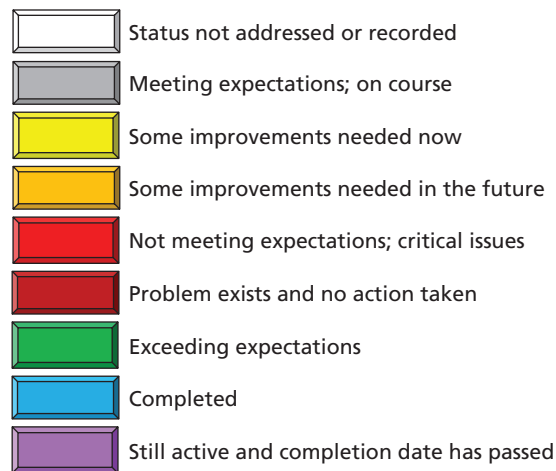 Status not addressed or recorded
Meeting expectations; on course
Some improvements needed now
Some improvements needed in the future
Not meeting expectations; critical issues
Problem exists and no action taken
Exceeding expectations
Completed
Still active and completion date has passed